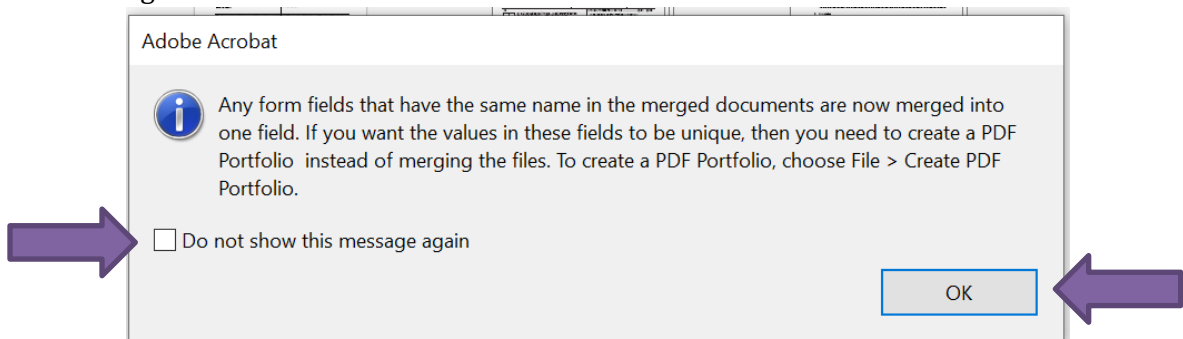 Adobe Acrobat
Any form fields that have the same name in the merged documents are now merged into
one field. If you want the values in these fields to be unique, then you need to create a PDF
Portfolio  instead of merging the files. To create a PDF Portfolio, choose File > Create PDF
Portfolio.
Do not show this message again
OK